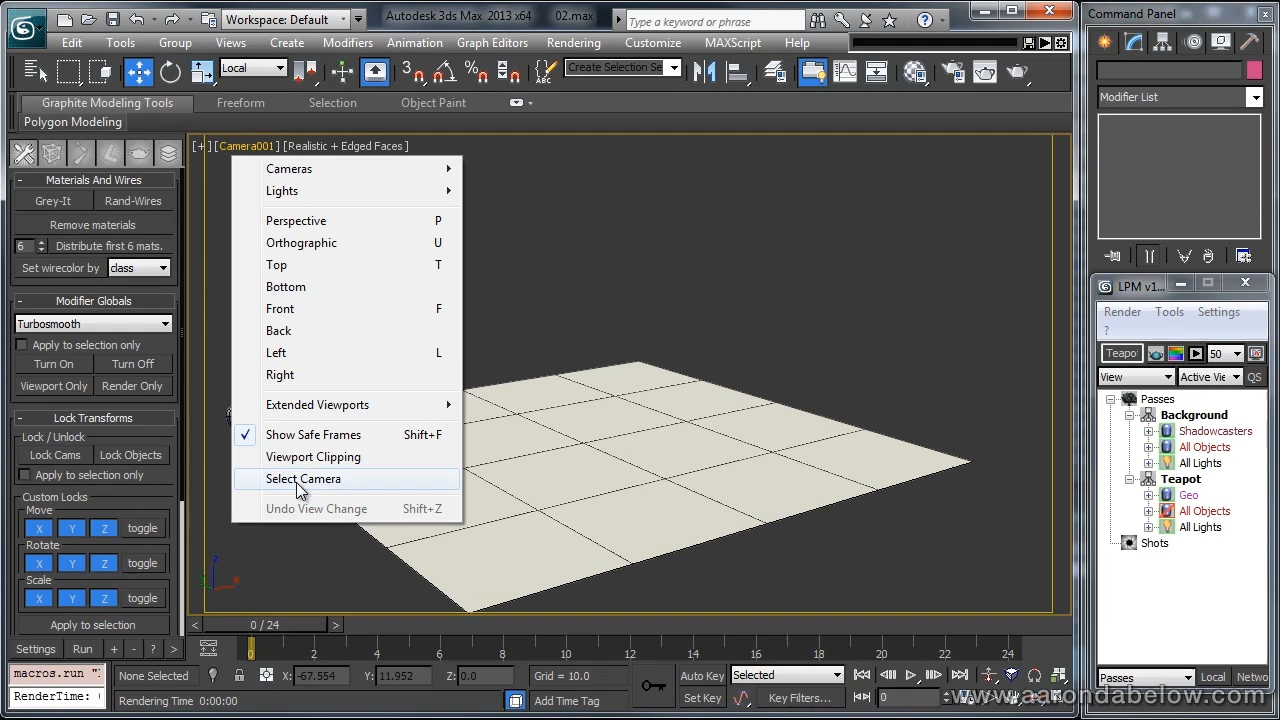 Workspace: Default
Autodesk 3ds Max 2013 x64 02.max
Type a keyword or phrase
Command Panel
Edit Tools Group Views Create Modifiers Animation Graph Editors Rendering Customize MAXScript Help
Local
Create Selection Se
Modifier List
Graphite Modeling Tools Freeform Selection Object Paint
Polygon Modeling
[+] [Camera001] [Realistic + Edged Faces ]
- Materials And Wires
Grey-It Rand-Wires
Remove materials
6 Distribute first 6 mats.
Set wirecolor by class
- Modifier Globals
Turbosmooth
Apply to selection only
Turn On Turn Off
Viewport Only Render Only
- Lock Transforms
Lock / Unlock
Lock Cams Lock Objects
Apply to selection only
Custom Locks
Move
X Y Z toggle
Rotate
X Y Z toggle
Scale
X Y Z toggle
Apply to selection
Settings Run + - ? >
Cameras
Lights
Perspective P
Orthographic U
Top T
Bottom
Front F
Back
Left L
Right
Extended Viewports
Show Safe Frames Shift+F
Viewport Clipping
Select Camera
Undo View Change Shift+Z
z
x
LPM v1...
Render Tools Settings
?
Teapo 50
View Active Vie QS
Passes
Background
Shadowcasters
All Objects
All Lights
Teapot
Geo
All Objects
All Lights
Shots
Passes Local Netwo
< 0 / 24 >
0 2 4 6 8 10 12 14 16 18 20 22 24
macros.run "
RenderTime: (
None Selected X: -67.554 Y: 11.952 Z: 0.0 Grid = 10.0
Rendering Time 0:00:00
Add Time Tag
Auto Key Selected
Set Key Key Filters... 0
www.aarondabelow.com